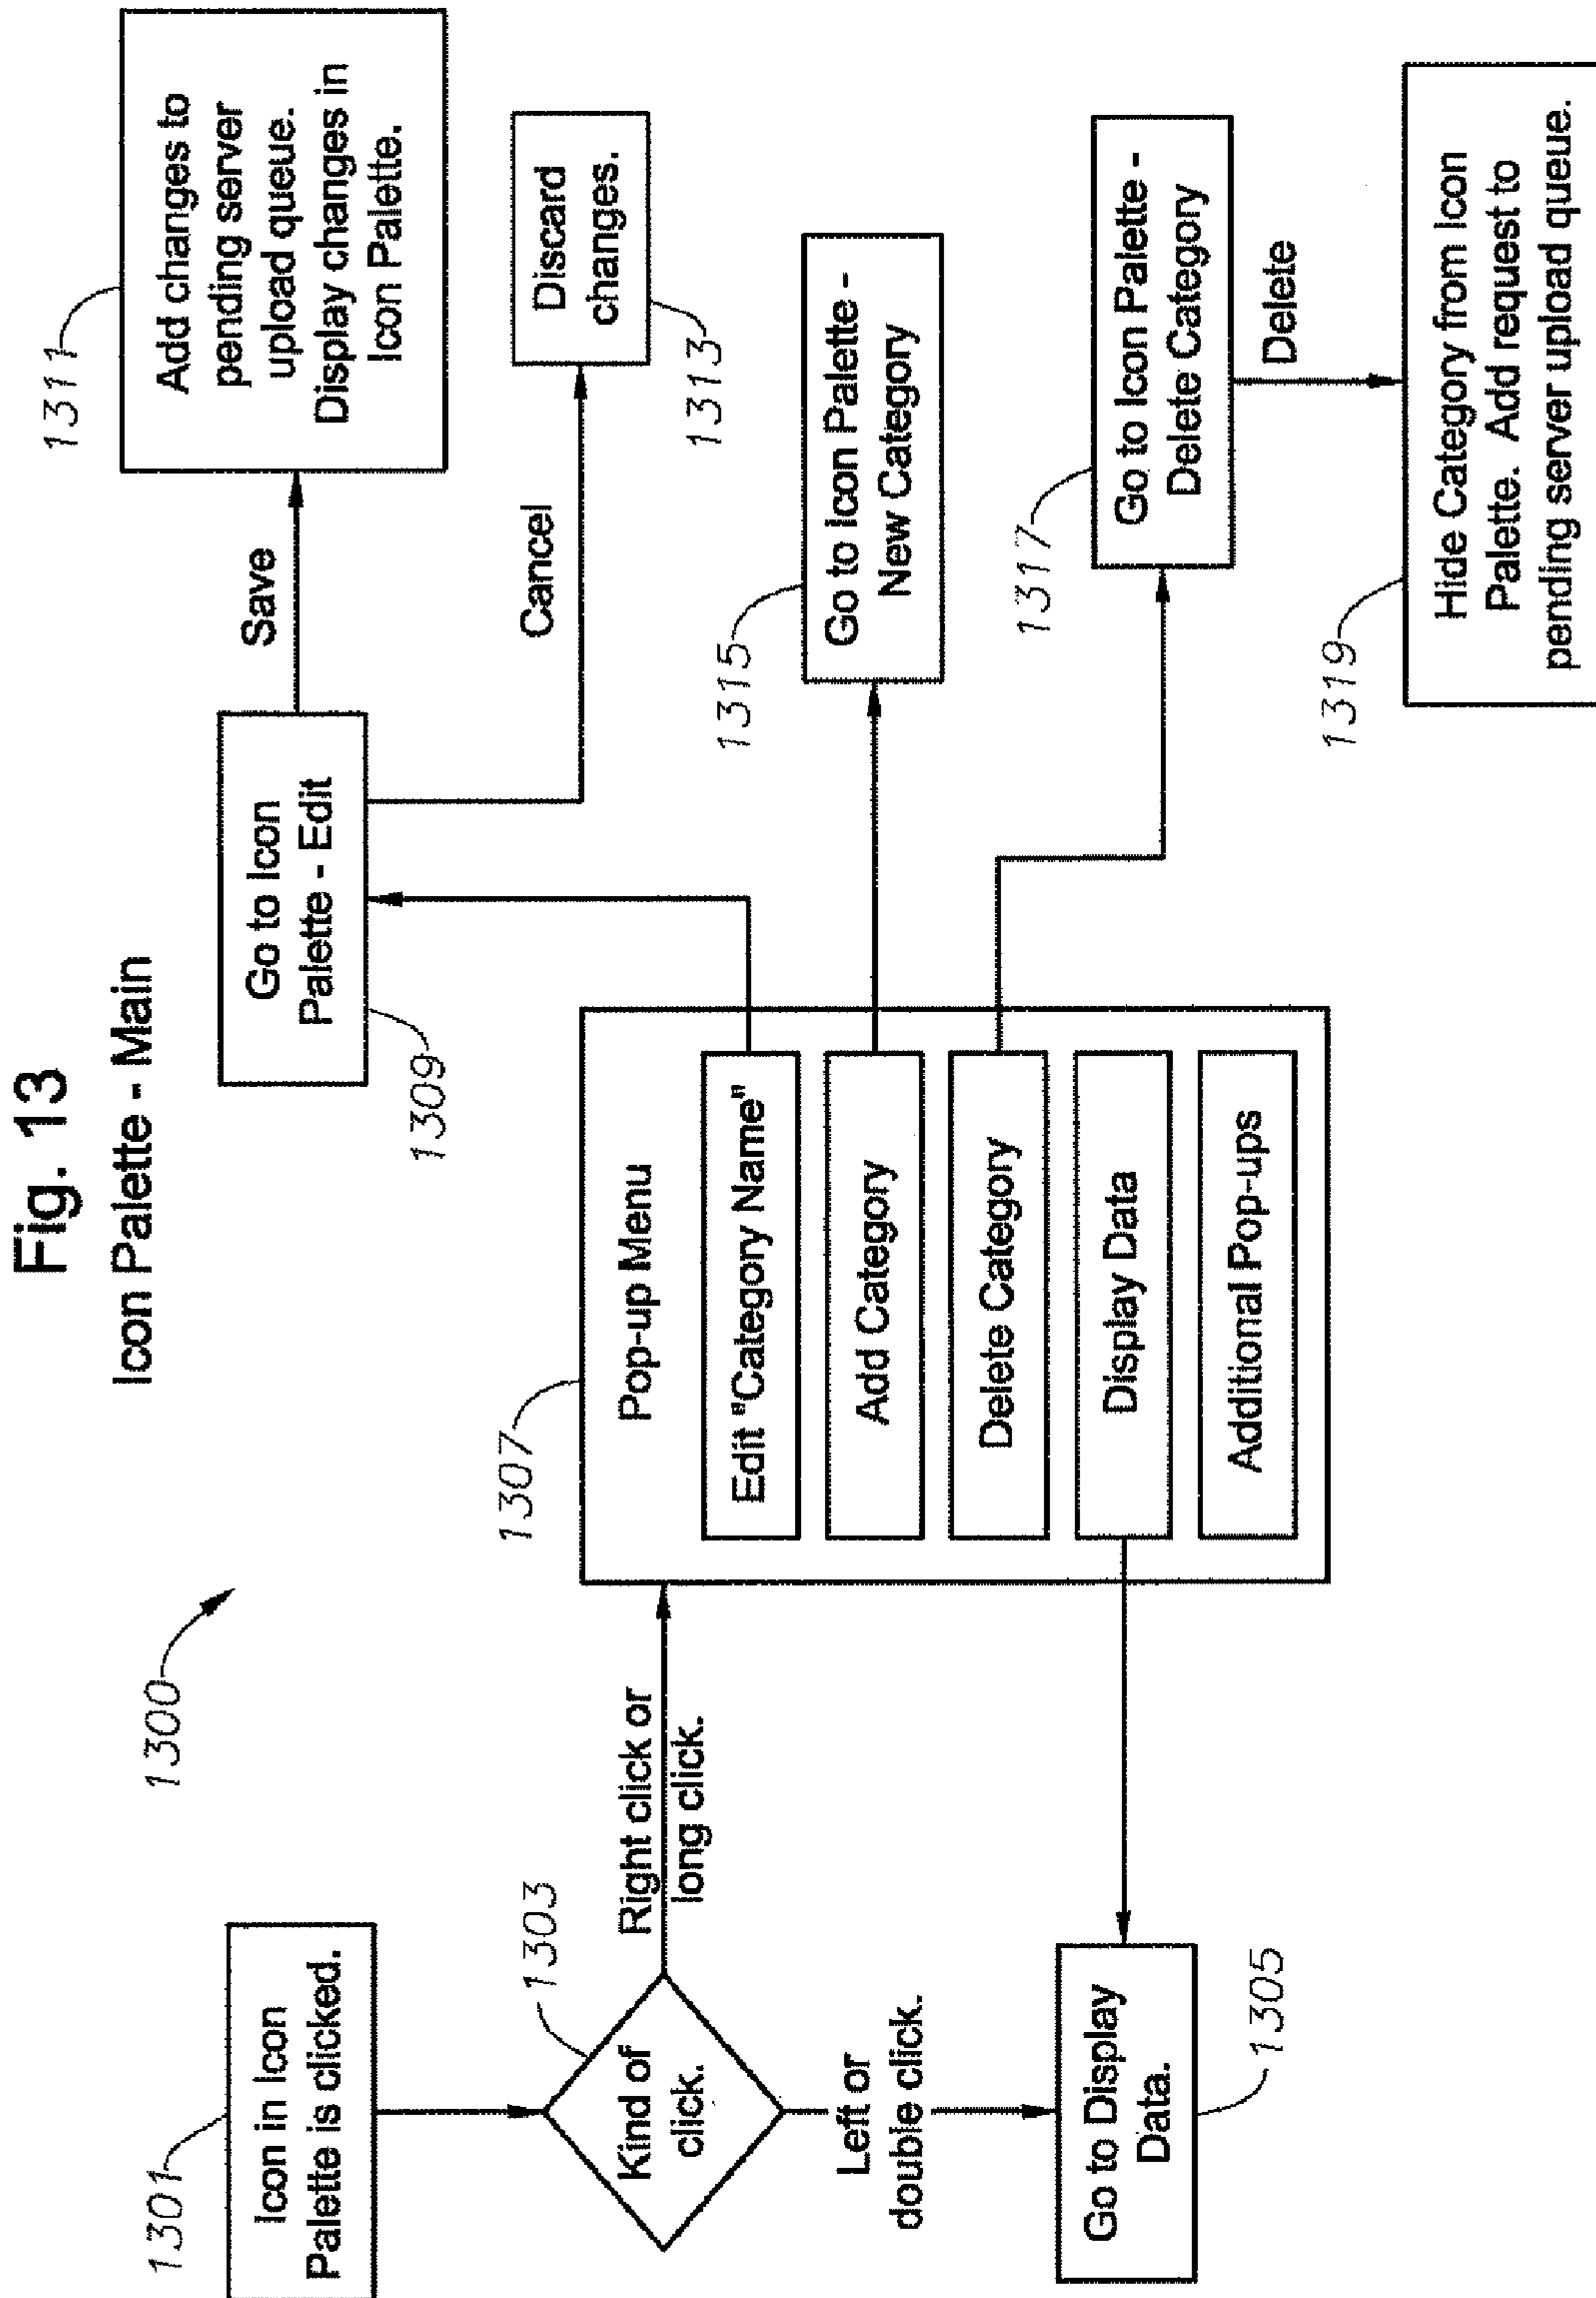 Fig. 13
Icon Palette - Main
1300
1301
Icon in Icon
Palette is clicked.
1303
Kind of
click.
Right click or
long click.
Left or
double click.
Go to Display
Data.
1305
1307
Pop-up Menu
Edit "Category Name"
Add Category
Delete Category
Display Data
Additional Pop-ups
Go to Icon
Palette - Edit
1309
Save
1311
Add changes to
pending server
upload queue.
Display changes in
Icon Palette.
Cancel
Discard
changes.
1313
1315
Go to Icon Palette -
New Category
1317
Go to Icon Palette -
Delete Category
Delete
1319
Hide Category from Icon
Palette. Add request to
pending server upload queue.